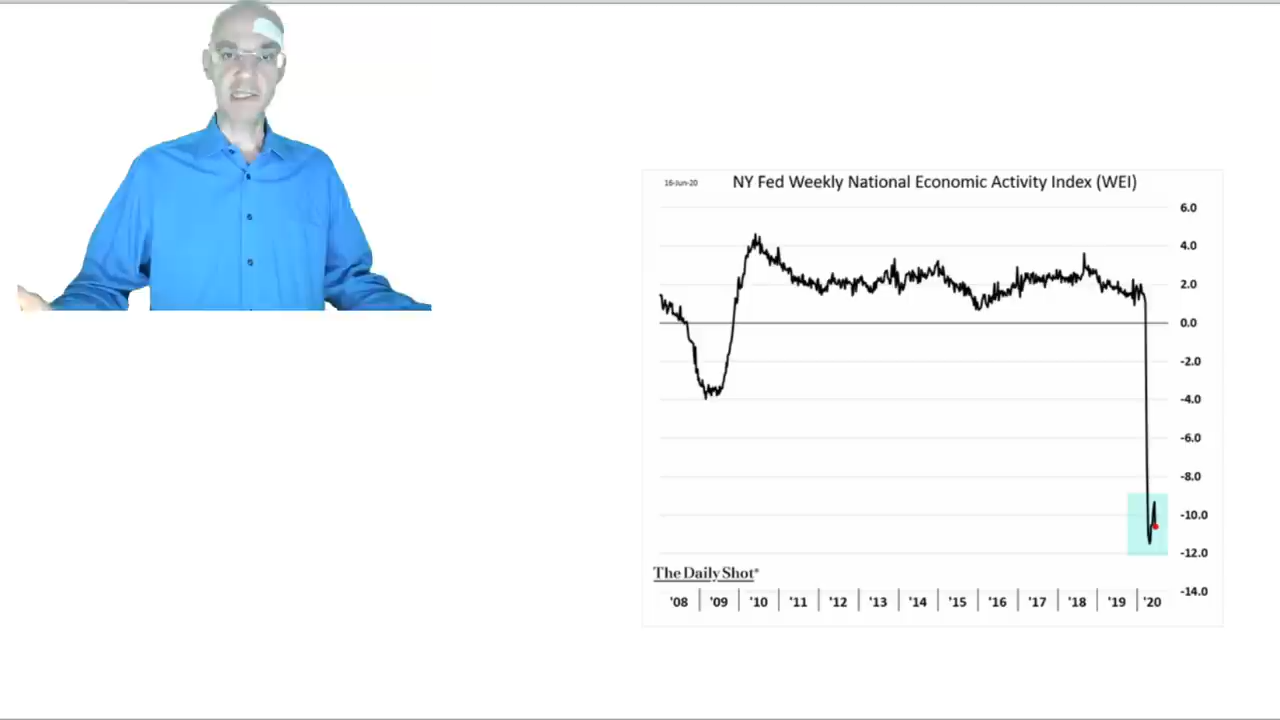 16-Jun-20
NY Fed Weekly National Economic Activity Index (WEI)
6.0
4.0
2.0
0.0
-2.0
-4.0
-6.0
-8.0
-10.0
-12.0
-14.0
The Daily Shot®
'08 '09 '10 '11 '12 '13 '14 '15 '16 '17 '18 '19 '20